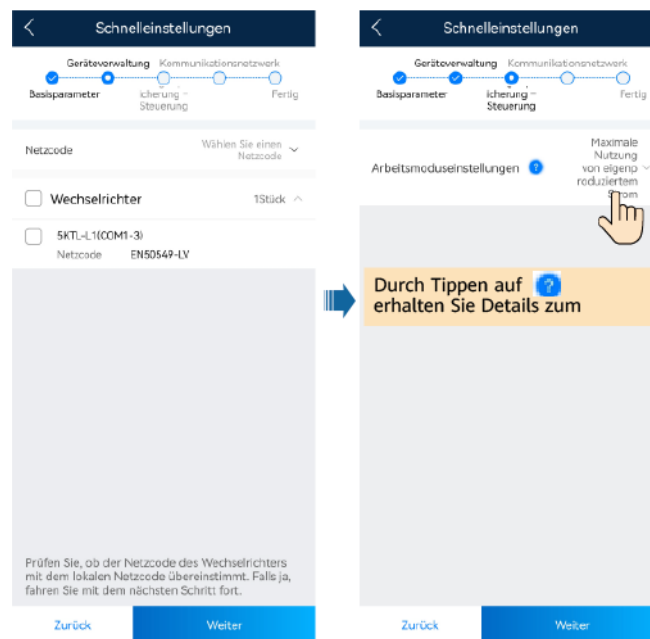 Schnelleinstellungen
Geräteverwaltung Kommunikationsnetzwerk
Basisparameter icherung – Fertig
Steuerung
Netzcode
Wählen Sie einen
Netzcode
Wechselrichter 1Stück
5KTL-L1(COM1-3)
Netzcode EN50549-LV
Prüfen Sie, ob der Netzcode des Wechselrichters
mit dem lokalen Netzcode übereinstimmt. Falls ja,
fahren Sie mit dem nächsten Schritt fort.
Zurück Weiter
Schnelleinstellungen
Geräteverwaltung Kommunikationsnetzwerk
Basisparameter icherung – Fertig
Steuerung
Arbeitsmoduseinstellungen ?
Maximale
Nutzung
von eigenp
roduziertem
Durch Tippen auf ?
erhalten Sie Details zum
Zurück Weiter